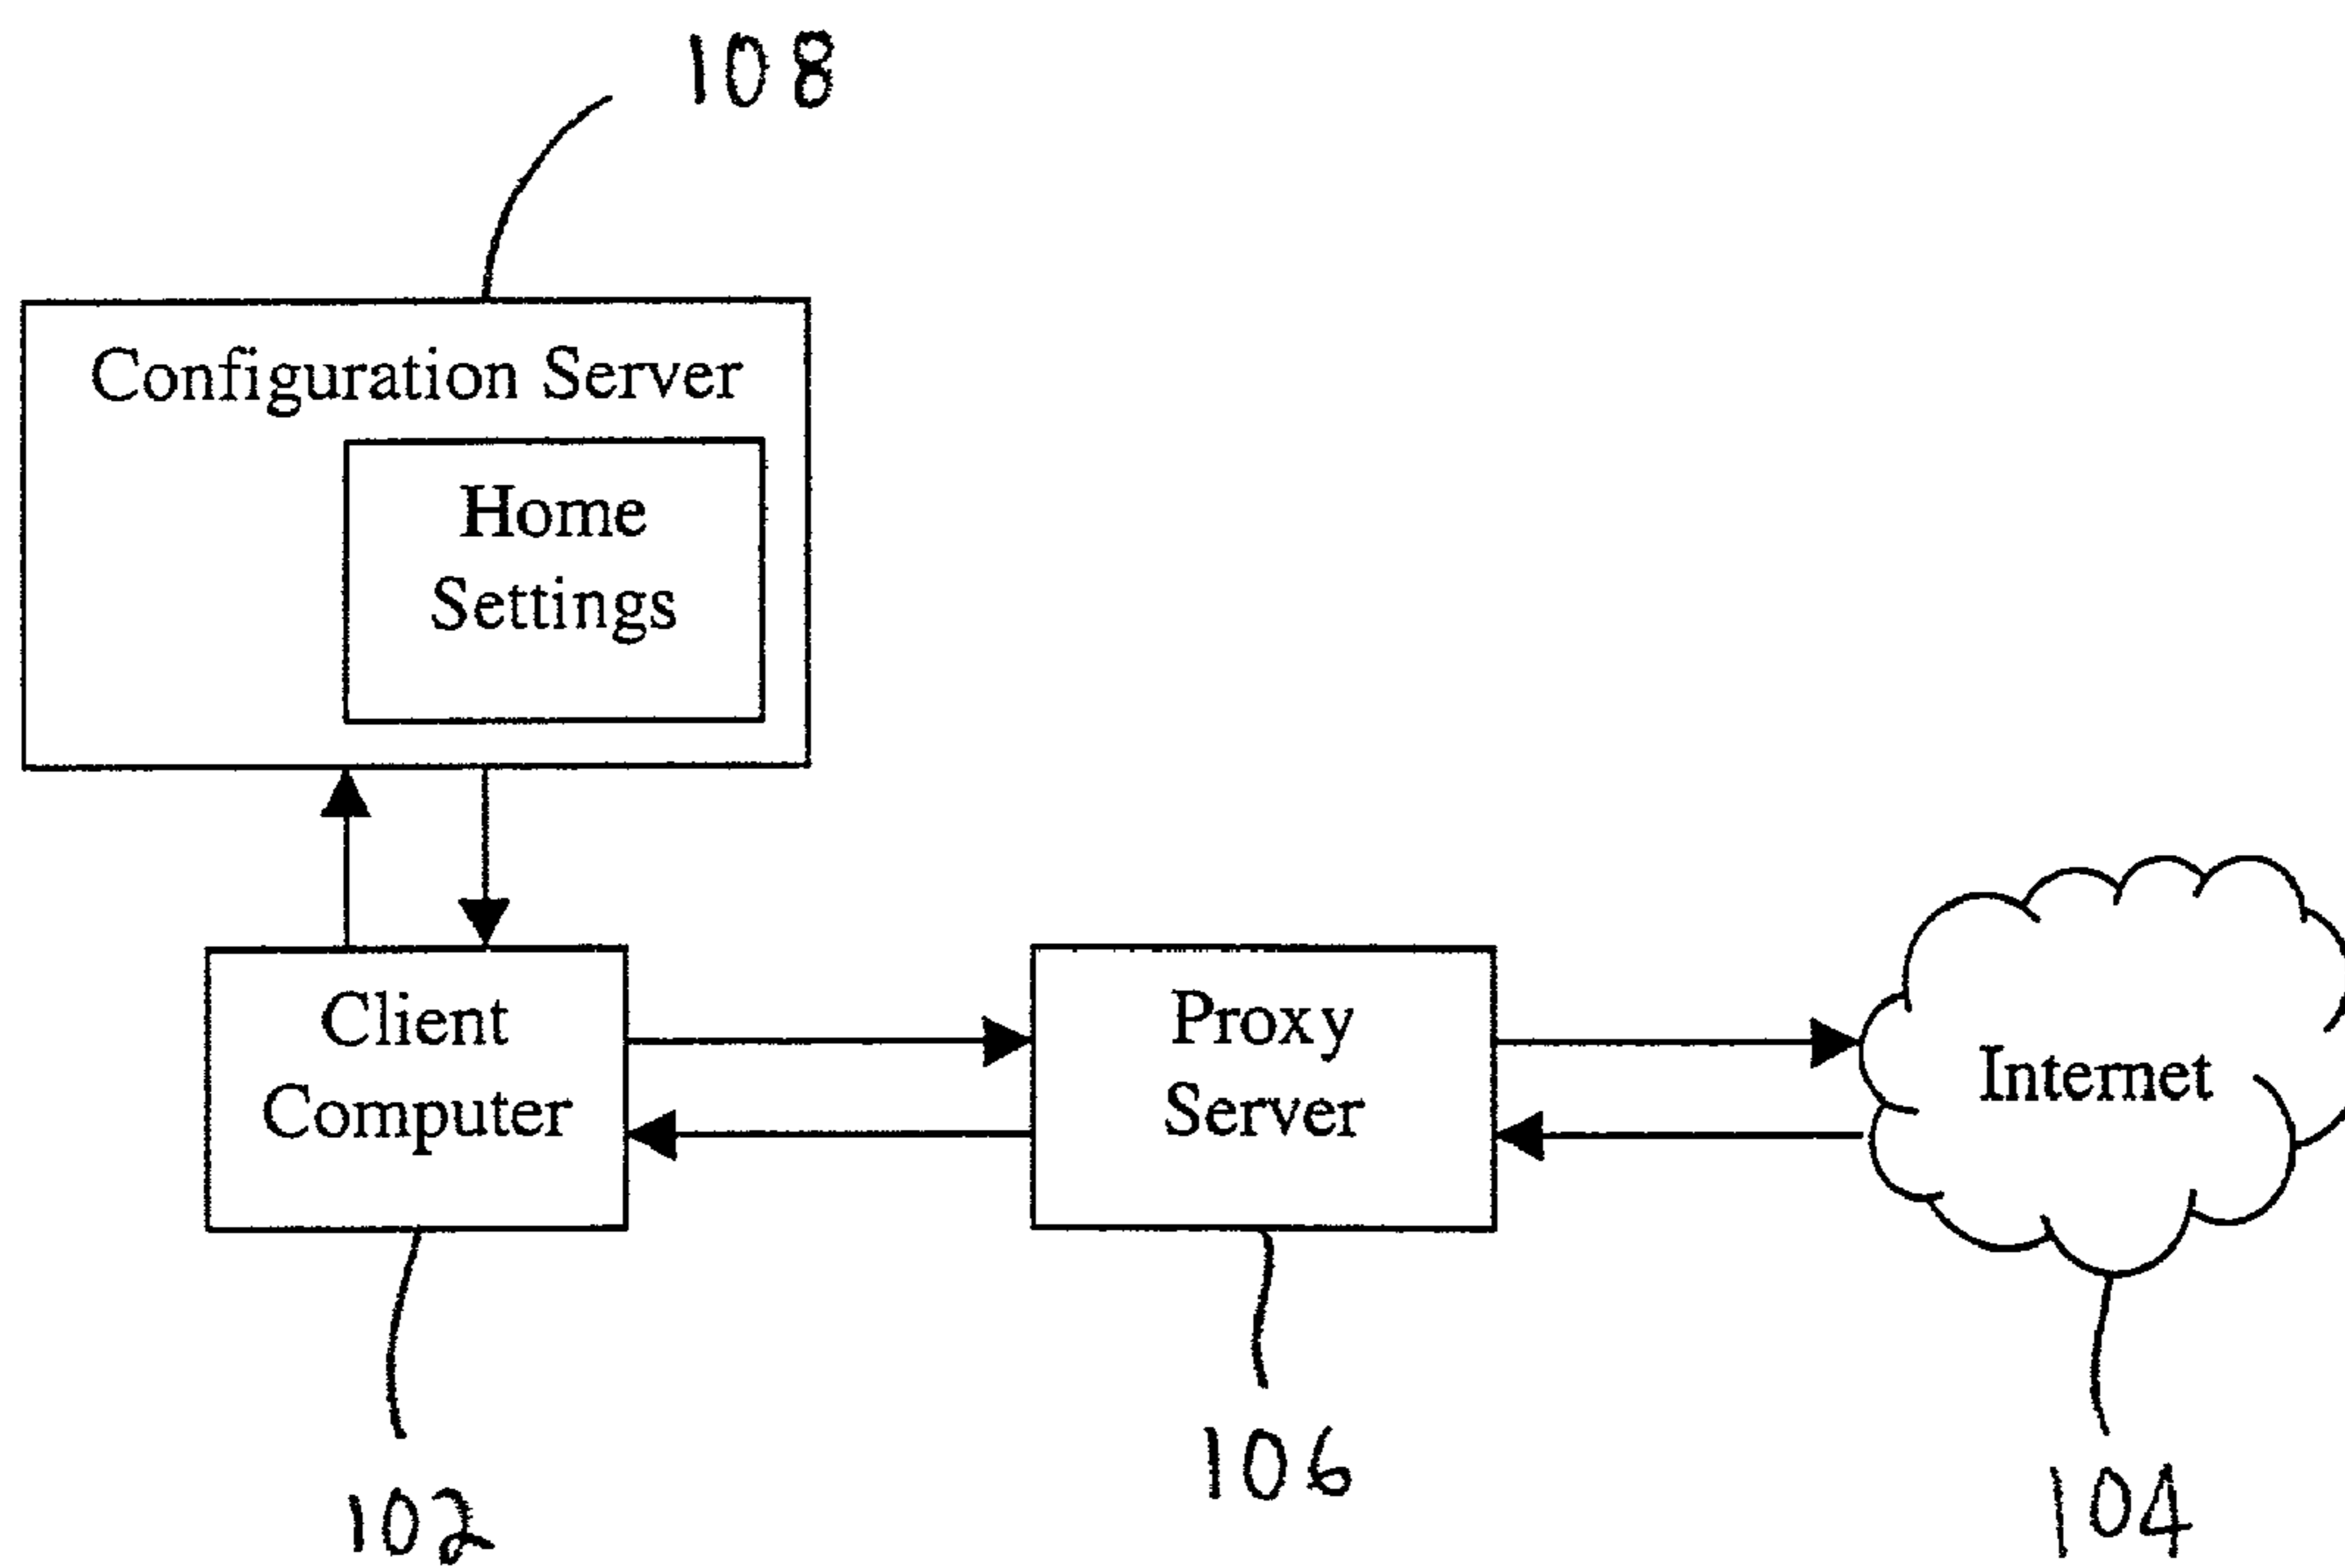 108
Configuration Server
Home
Settings
Client
Computer
Proxy
Server
Internet
102
106
104